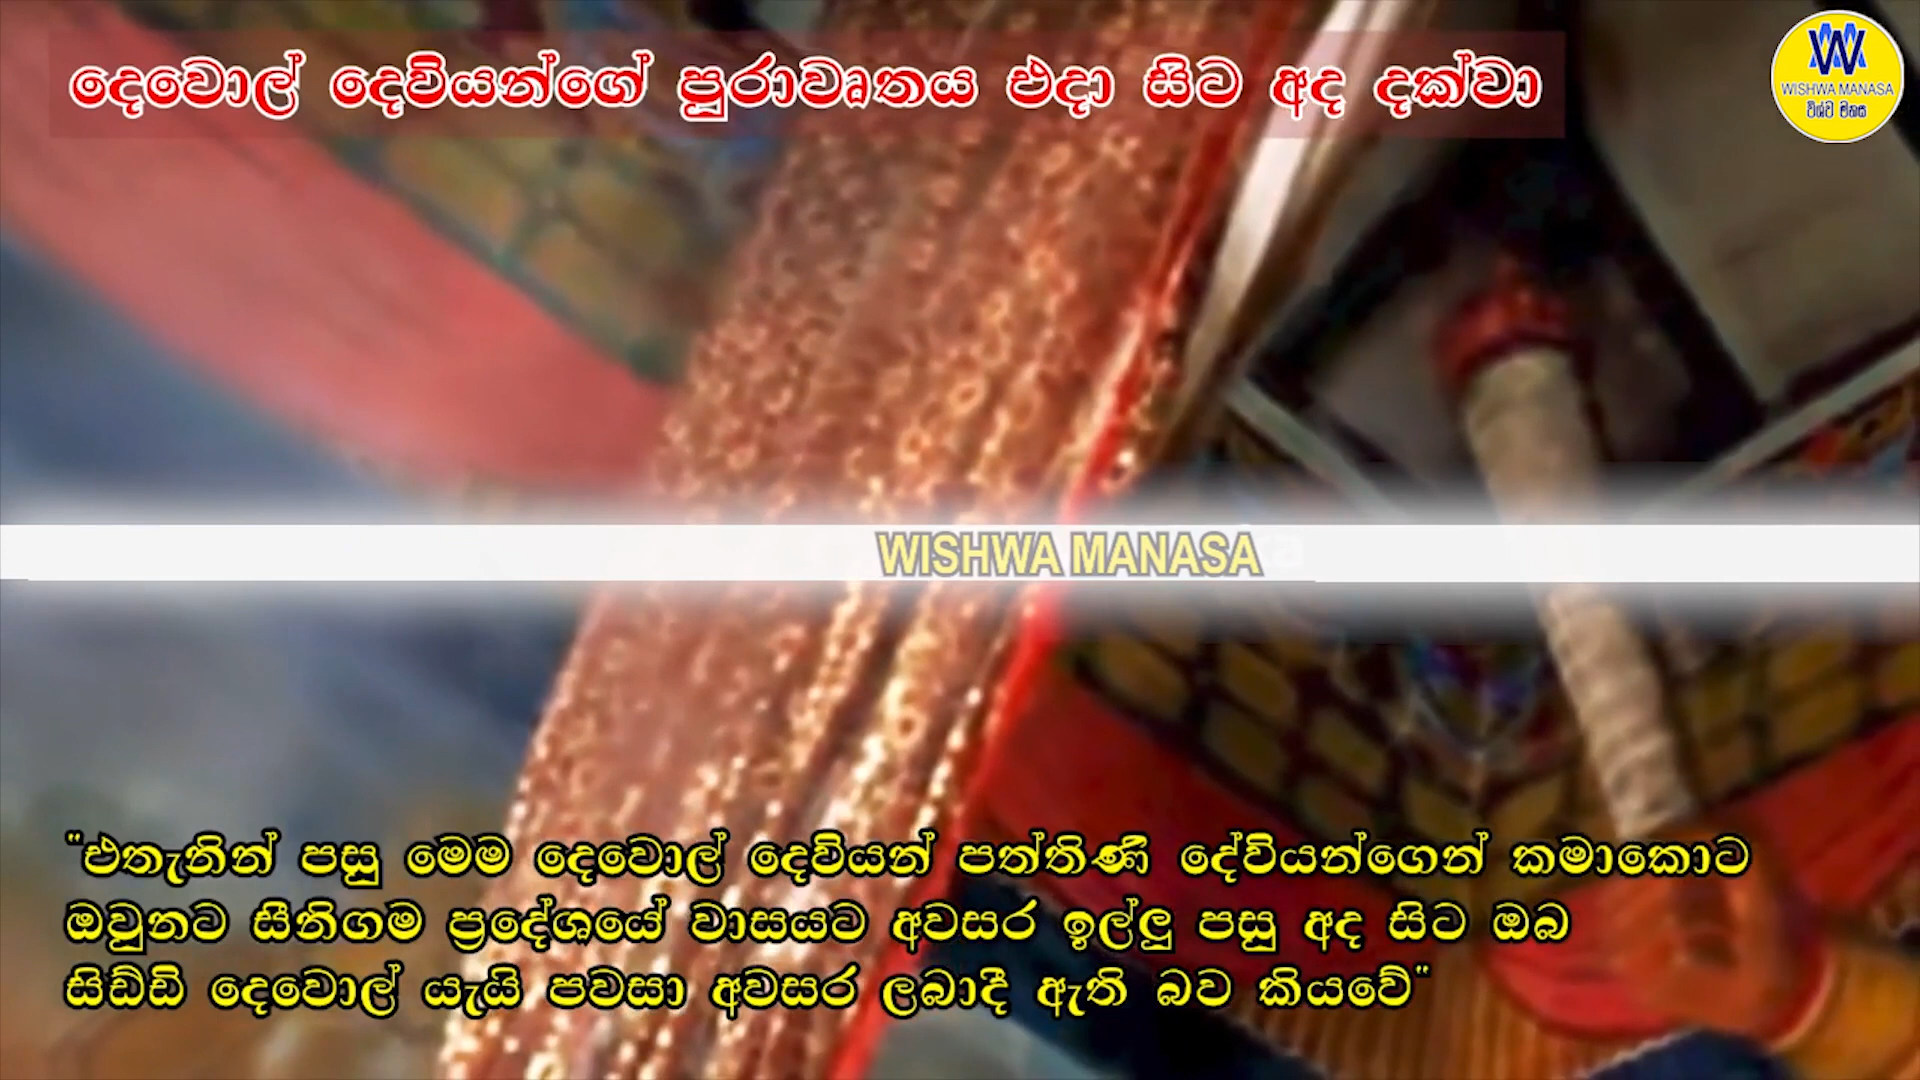 දෙවොල් දෙවියන්ගේ පුරාවෘතය එදා සිට අද දක්වා
WISHWA MANASA
විශ්ව මනස
WISHWA MANASA
"එතැනින් පසු මෙම දෙවොල් දෙවියන් පත්තිණි දේවියන්ගෙන් කමාකොට
ඔවුනට සීනිගම ප්‍රදේශයේ වාසයට අවසර ඉල්ලු පසු අද සිට ඔබ
සිඩ්ඩි දෙවොල් යැයි පවසා අවසර ලබාදී ඇති බව කියවේ"